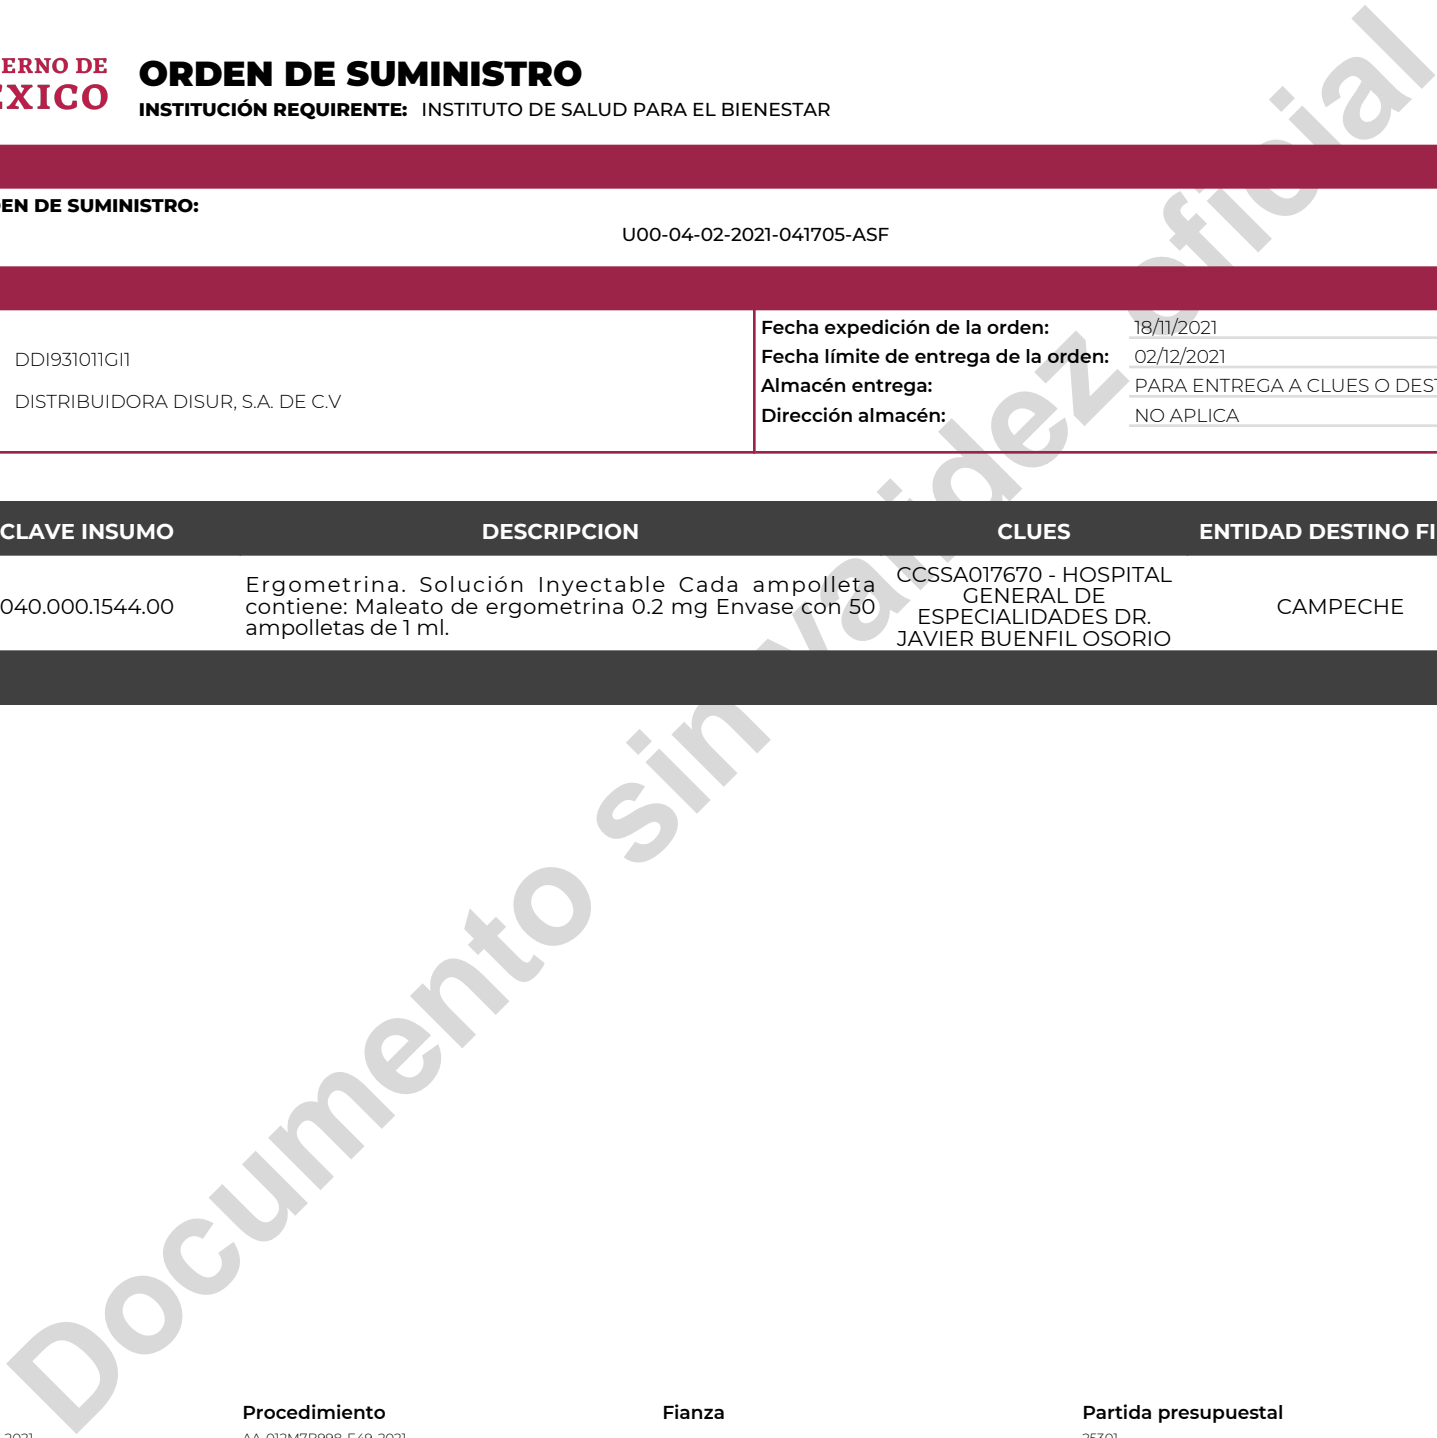 ERNO DE
EXICO
ORDEN DE SUMINISTRO
INSTITUCIÓN REQUIRENTE: INSTITUTO DE SALUD PARA EL BIENESTAR
EN DE SUMINISTRO:
U00-04-02-2021-041705-ASF
DDI931011GI1
DISTRIBUIDORA DISUR, S.A. DE C.V
Fecha expedición de la orden: 18/11/2021
Fecha límite de entrega de la orden: 02/12/2021
Almacén entrega: PARA ENTREGA A CLUES O DEST
Dirección almacén: NO APLICA
CLAVE INSUMO DESCRIPCION CLUES ENTIDAD DESTINO FI
040.000.1544.00
Ergometrina. Solución Inyectable Cada ampolleta
contiene: Maleato de ergometrina 0.2 mg Envase con 50
ampolletas de 1 ml.
CCSSA017670 - HOSPITAL
GENERAL DE
ESPECIALIDADES DR.
JAVIER BUENFIL OSORIO
CAMPECHE
Documento sin validez oficial
Procedimiento Fianza Partida presupuestal